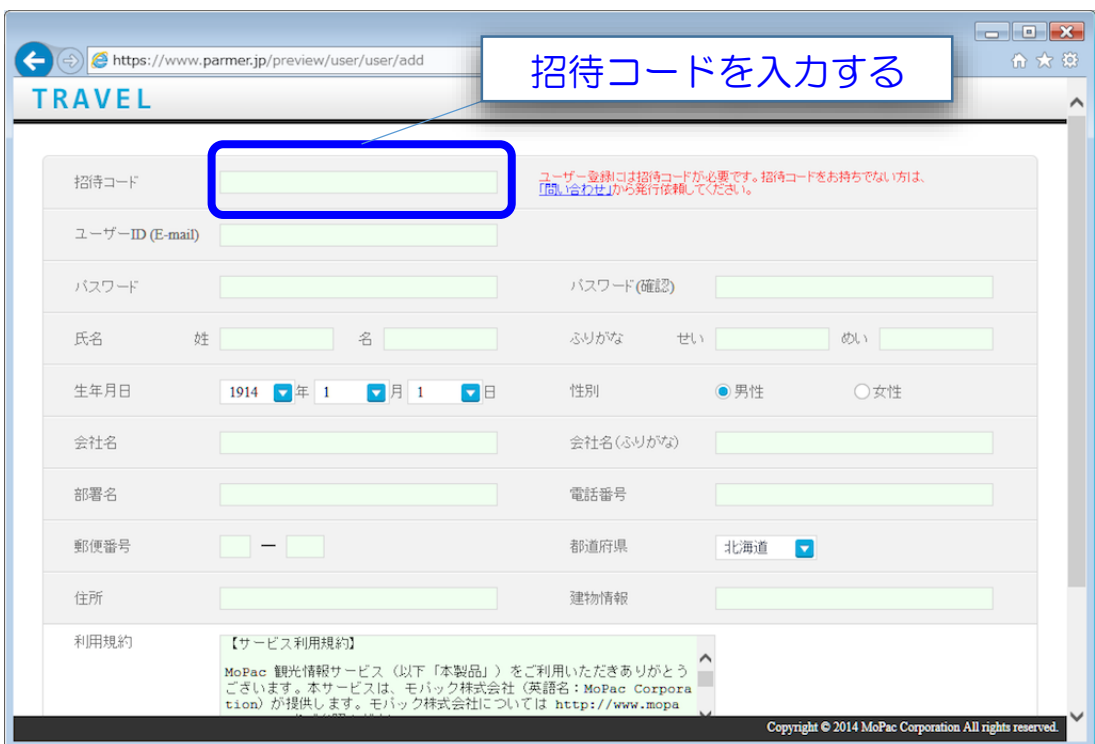 https://www.parmer.jp/preview/user/user/add
招待コードを入力する
TRAVEL
招待コード
ユーザー登録には招待コードが必要です。招待コードをお持ちでない方は、
「問い合わせ」から発行依頼してください。
ユーザーID (E-mail)
パスワード パスワード(確認)
氏名 姓 名 ふりがな せい めい
生年月日 1914 年 1 月 1 日 性別 男性 女性
会社名 会社名(ふりがな)
部署名 電話番号
郵便番号 ー 都道府県 北海道
住所 建物情報
利用規約 【サービス利用規約】
MoPac 観光情報サービス（以下「本製品」）をご利用いただきありがとう
ございます。本サービスは、モバック株式会社（英語名：MoPac Corpora
tion）が提供します。モバック株式会社については http://www.mopa
Copyright © 2014 MoPac Corporation All rights reserved.